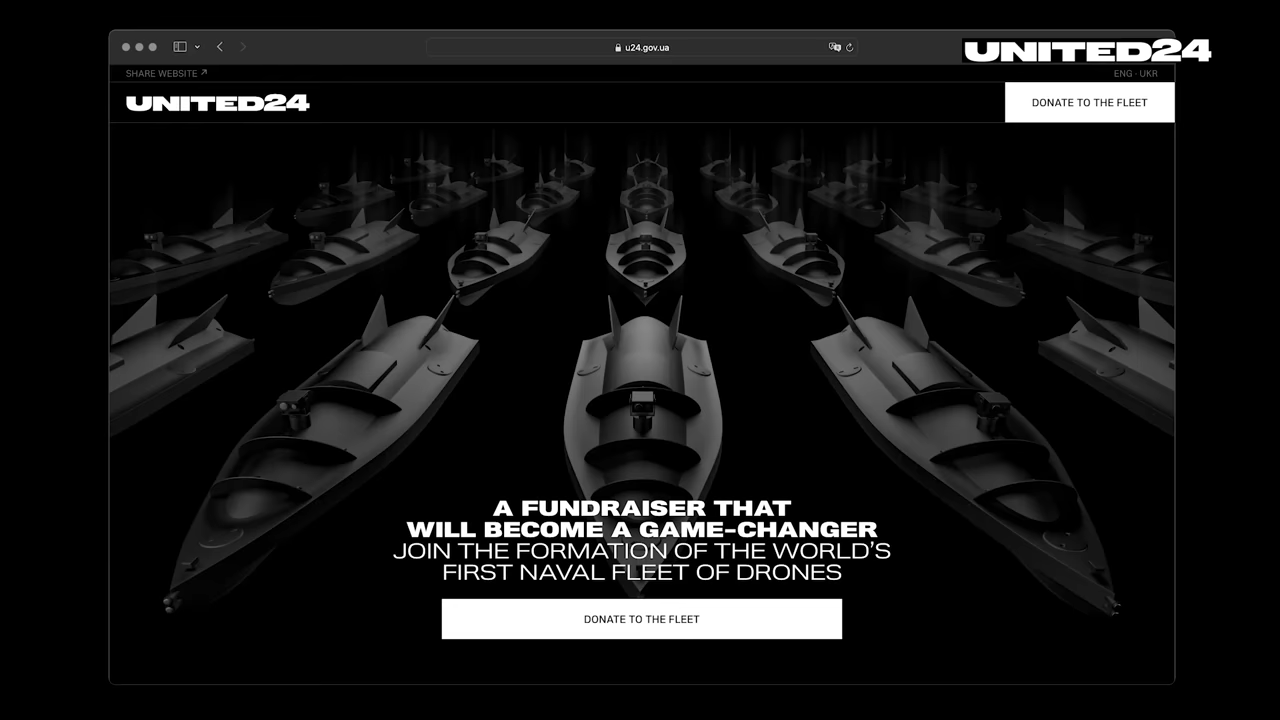 u24.gov.ua
UNITED24
SHARE WEBSITE ↗
ENG · UKR
UNITED24
DONATE TO THE FLEET
A FUNDRAISER THAT
WILL BECOME A GAME-CHANGER
JOIN THE FORMATION OF THE WORLD'S
FIRST NAVAL FLEET OF DRONES
DONATE TO THE FLEET